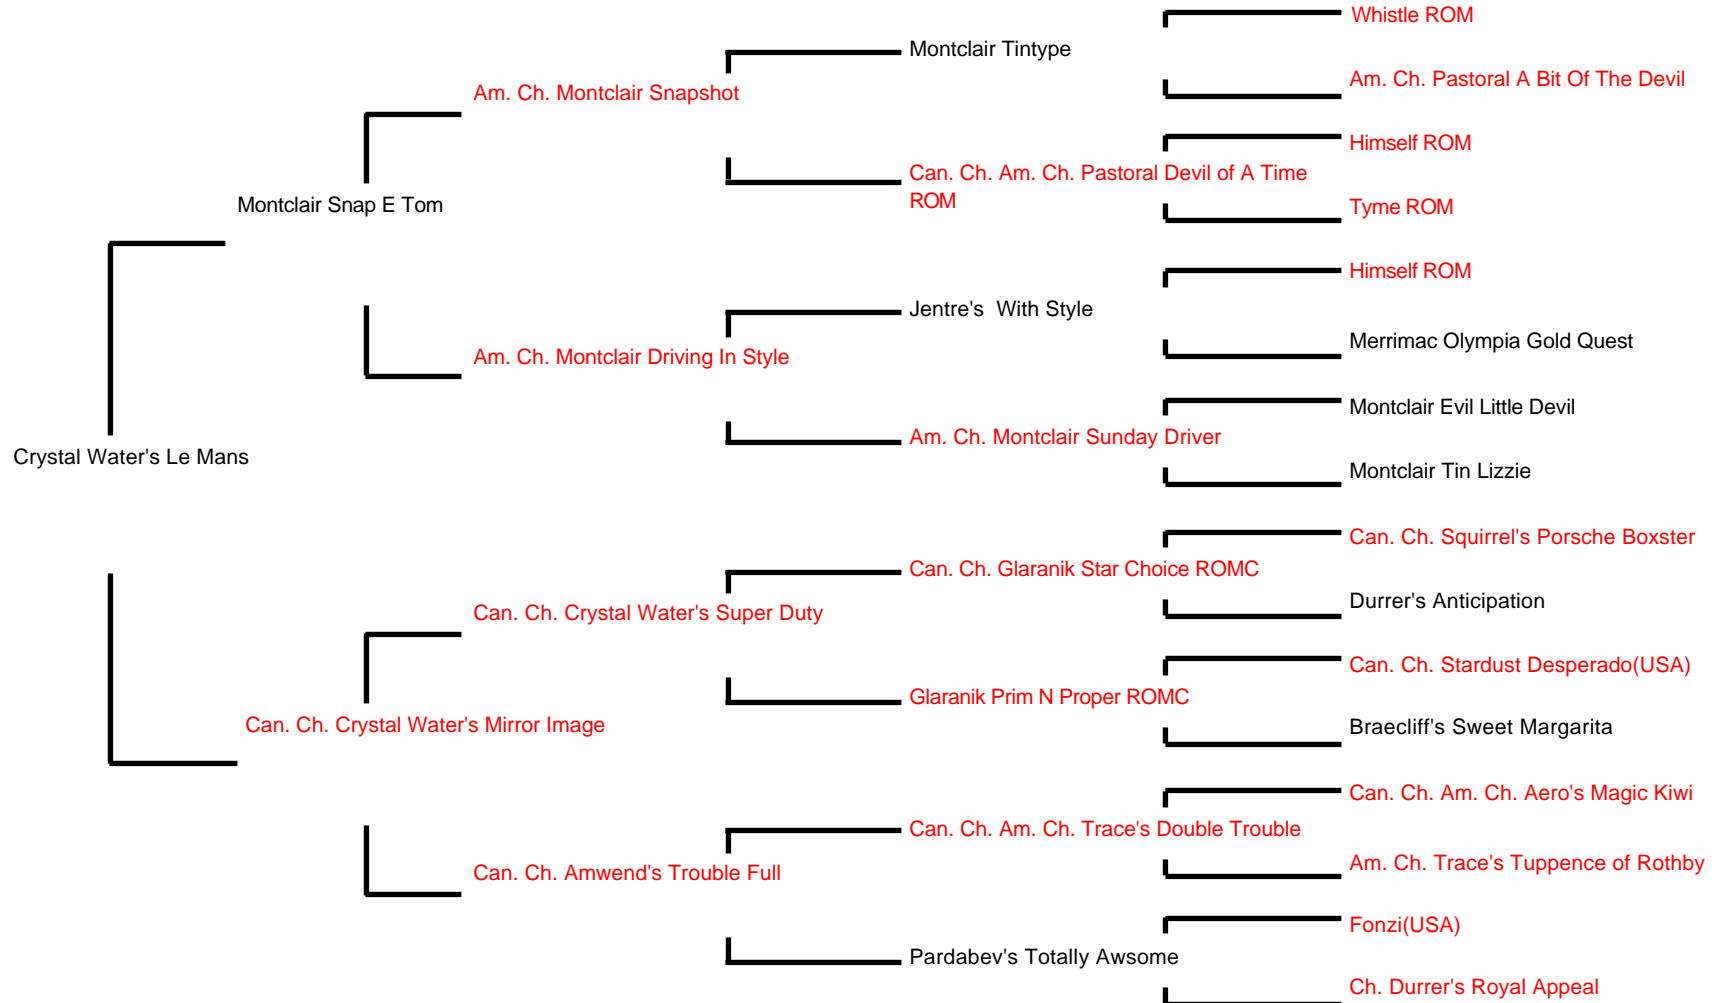 Whistle ROM
Montclair Tintype
Am. Ch. Pastoral A Bit Of The Devil
Am. Ch. Montclair Snapshot
Himself ROM
Can. Ch. Am. Ch. Pastoral Devil of A Time
ROM
Tyme ROM
Montclair Snap E Tom
Himself ROM
Jentre's  With Style
Merrimac Olympia Gold Quest
Am. Ch. Montclair Driving In Style
Montclair Evil Little Devil
Am. Ch. Montclair Sunday Driver
Montclair Tin Lizzie
Crystal Water's Le Mans
Can. Ch. Squirrel's Porsche Boxster
Can. Ch. Glaranik Star Choice ROMC
Durrer's Anticipation
Can. Ch. Crystal Water's Super Duty
Can. Ch. Stardust Desperado(USA)
Glaranik Prim N Proper ROMC
Braecliff's Sweet Margarita
Can. Ch. Crystal Water's Mirror Image
Can. Ch. Am. Ch. Aero's Magic Kiwi
Can. Ch. Am. Ch. Trace's Double Trouble
Am. Ch. Trace's Tuppence of Rothby
Can. Ch. Amwend's Trouble Full
Fonzi(USA)
Pardabev's Totally Awsome
Ch. Durrer's Royal Appeal